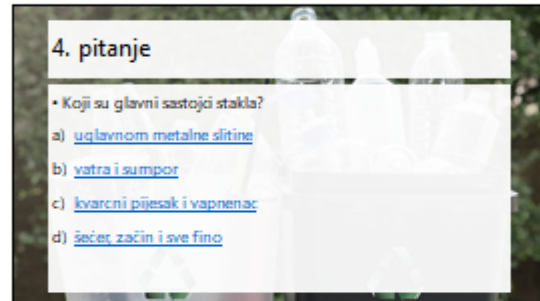 4. pitanje
• Koji su glavni sastojci stakla?
a) uglavnom metalne slitine
b) vatra i sumpor
c) kvarcni pijesak i vapnenac
d) šećer, začin i sve fino